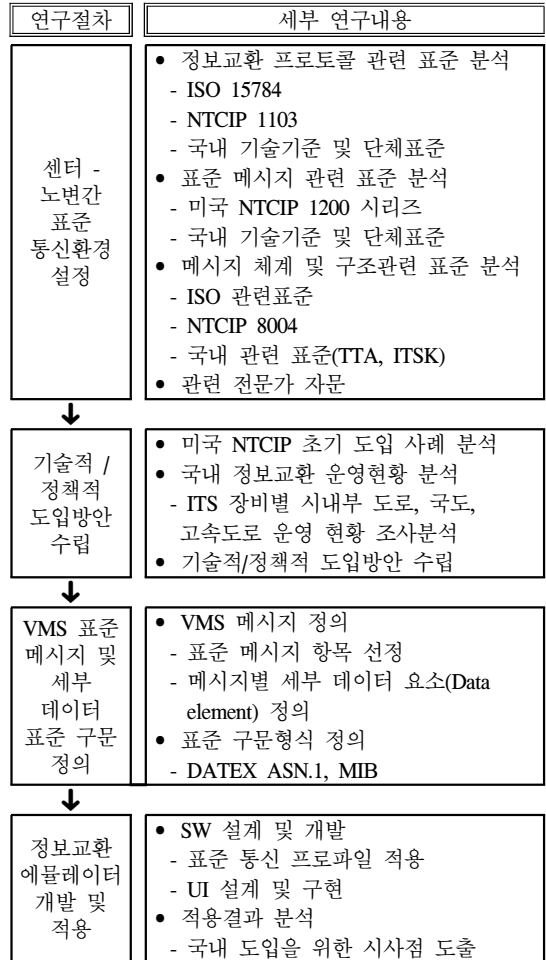 연구절차
세부 연구내용
센터 -
노변간
표준
통신환경
설정
• 정보교환 프로토콜 관련 표준 분석
- ISO 15784
- NTCIP 1103
- 국내 기술기준 및 단체표준
• 표준 메시지 관련 표준 분석
- 미국 NTCIP 1200 시리즈
- 국내 기술기준 및 단체표준
• 메시지 체계 및 구조관련 표준 분석
- ISO 관련표준
- NTCIP 8004
- 국내 관련 표준(TTA, ITSK)
• 관련 전문가 자문
기술적 /
정책적
도입방안
수립
• 미국 NTCIP 초기 도입 사례 분석
• 국내 정보교환 운영현황 분석
- ITS 장비별 시내부 도로, 국도,
고속도로 운영 현황 조사분석
• 기술적/정책적 도입방안 수립
VMS 표준
메시지 및
세부
데이터
표준 구문
정의
• VMS 메시지 정의
- 표준 메시지 항목 선정
- 메시지별 세부 데이터 요소(Data
element) 정의
• 표준 구문형식 정의
- DATEX ASN.1, MIB
정보교환
에뮬레이터
개발 및
적용
• SW 설계 및 개발
- 표준 통신 프로파일 적용
- UI 설계 및 구현
• 적용결과 분석
- 국내 도입을 위한 시사점 도출